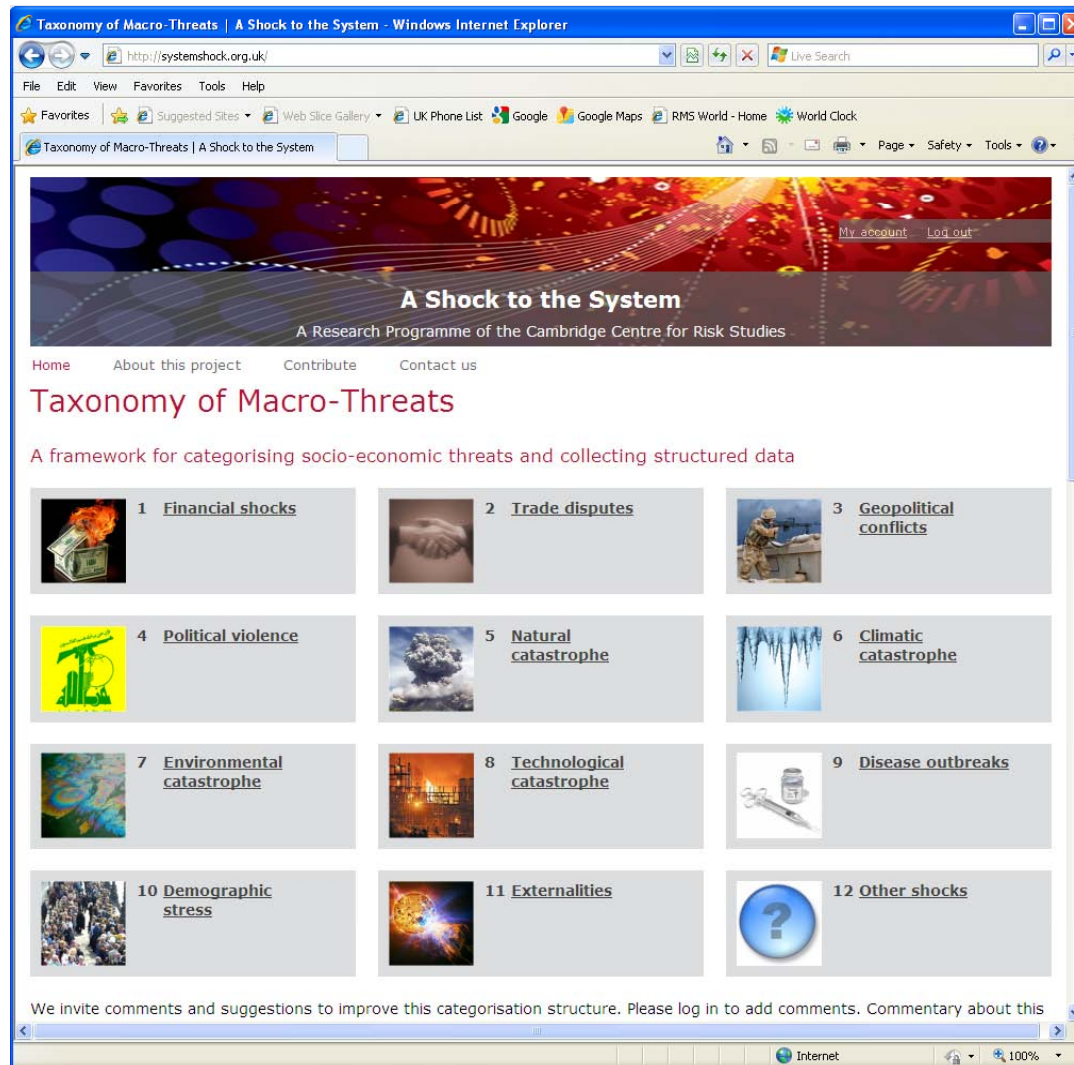 Taxonomy of Macro-Threats | A Shock to the System - Windows Internet Explorer
http://systemshock.org.uk/
Live Search
File Edit View Favorites Tools Help
Favorites Suggested Sites Web Slice Gallery UK Phone List Google Google Maps RMS World - Home World Clock
Taxonomy of Macro-Threats | A Shock to the System
Page Safety Tools
My account Log out
A Shock to the System
A Research Programme of the Cambridge Centre for Risk Studies
Home About this project Contribute Contact us
Taxonomy of Macro-Threats
A framework for categorising socio-economic threats and collecting structured data
1 Financial shocks
2 Trade disputes
3 Geopolitical
conflicts
4 Political violence
5 Natural
catastrophe
6 Climatic
catastrophe
7 Environmental
catastrophe
8 Technological
catastrophe
9 Disease outbreaks
10 Demographic
stress
11 Externalities
12 Other shocks
?
We invite comments and suggestions to improve this categorisation structure. Please log in to add comments. Commentary about this
Internet 100%